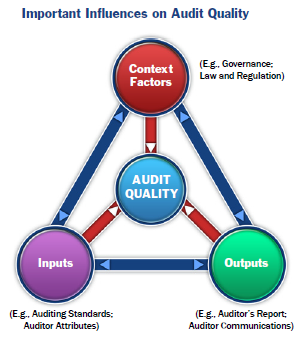 Important Influences on Audit Quality
Context
Factors
(E.g., Governance;
Law and Regulation)
AUDIT
QUALITY
Inputs
Outputs
(E.g., Auditing Standards;
Auditor Attributes)
(E.g., Auditor's Report;
Auditor Communications)